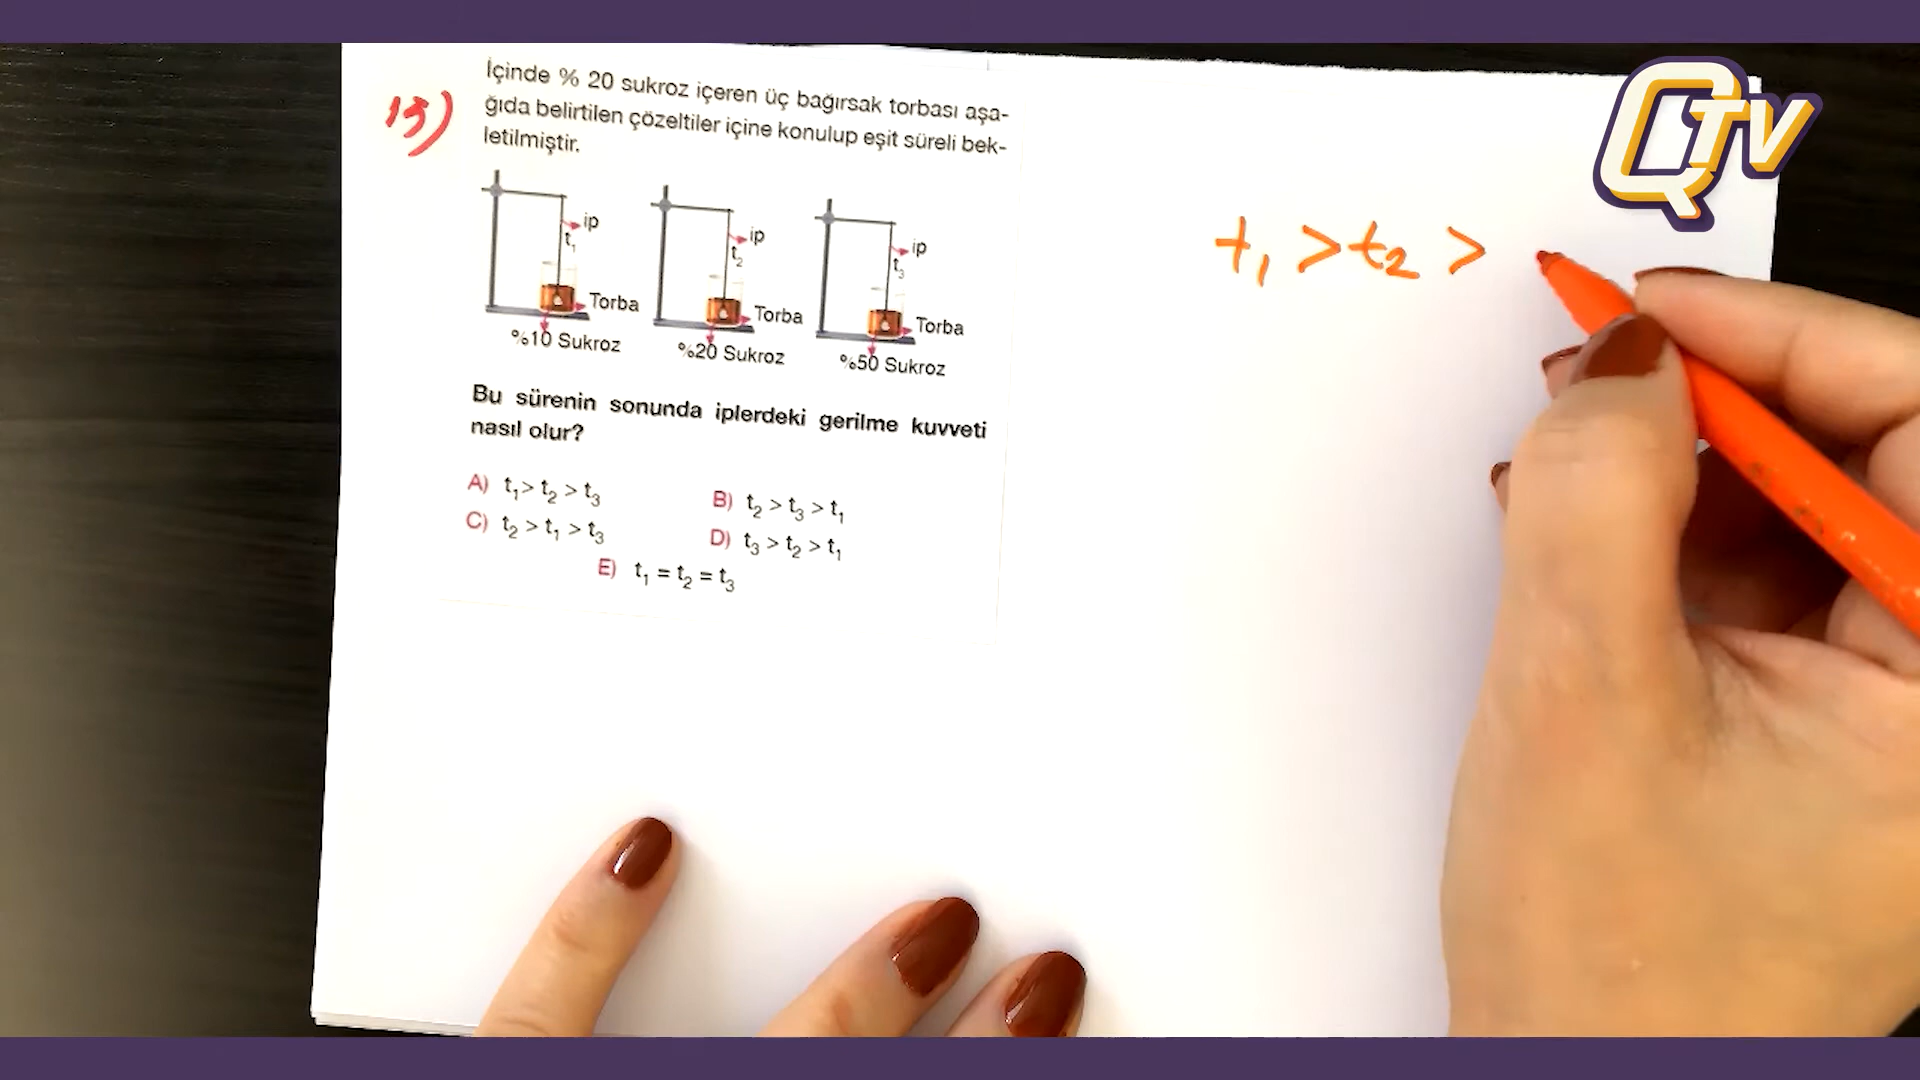 QTV
13)
İçinde % 20 sukroz içeren üç bağırsak torbası aşa-
ğıda belirtilen çözeltiler içine konulup eşit süreli bek-
letilmiştir.
ip ip ip
t1 t2 t3
Torba Torba Torba
%10 Sukroz %20 Sukroz %50 Sukroz
Bu sürenin sonunda iplerdeki gerilme kuvveti
nasıl olur?
A) t1 > t2 > t3 B) t2 > t3 > t1
C) t2 > t1 > t3 D) t3 > t2 > t1
E) t1 = t2 = t3
t1 > t2 >